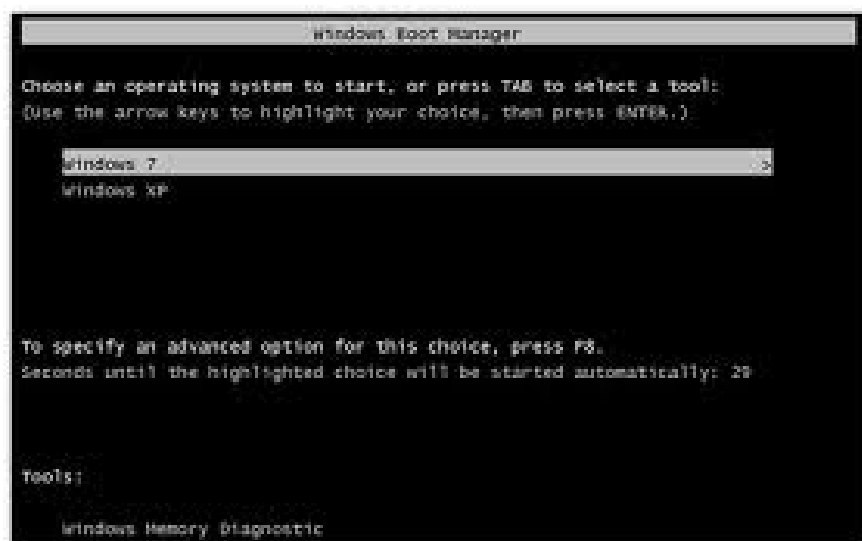 Windows Boot Manager
Choose an operating system to start, or press TAB to select a tool:
(Use the arrow keys to highlight your choice, then press ENTER.)
Windows 7 >
Windows XP
To specify an advanced option for this choice, press F8.
Seconds until the highlighted choice will be started automatically: 29
Tools:
Windows Memory Diagnostic